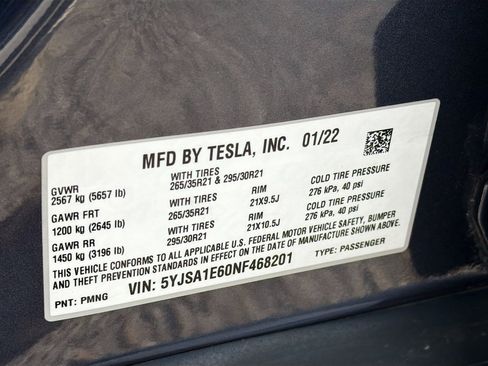 MFD BY TESLA, INC. 01/22
GVWR WITH TIRES COLD TIRE PRESSURE
2567 kg (5657 lb) 265/35R21 & 295/30R21 276 kPa, 40 psi
GAWR FRT WITH TIRES RIM COLD TIRE PRESSURE
1200 kg (2645 lb) 265/35R21 21X9.5J 276 kPa, 40 psi
GAWR RR WITH TIRES RIM
1450 kg (3196 lb) 295/30R21 21X10.5J
THIS VEHICLE CONFORMS TO ALL APPLICABLE U.S. FEDERAL MOTOR VEHICLE SAFETY, BUMPER
AND THEFT PREVENTION STANDARDS IN EFFECT ON THE DATE OF MANUFACTURE SHOWN ABOVE.
PNT: PMNG VIN: 5YJSA1E60NF468201 TYPE: PASSENGER